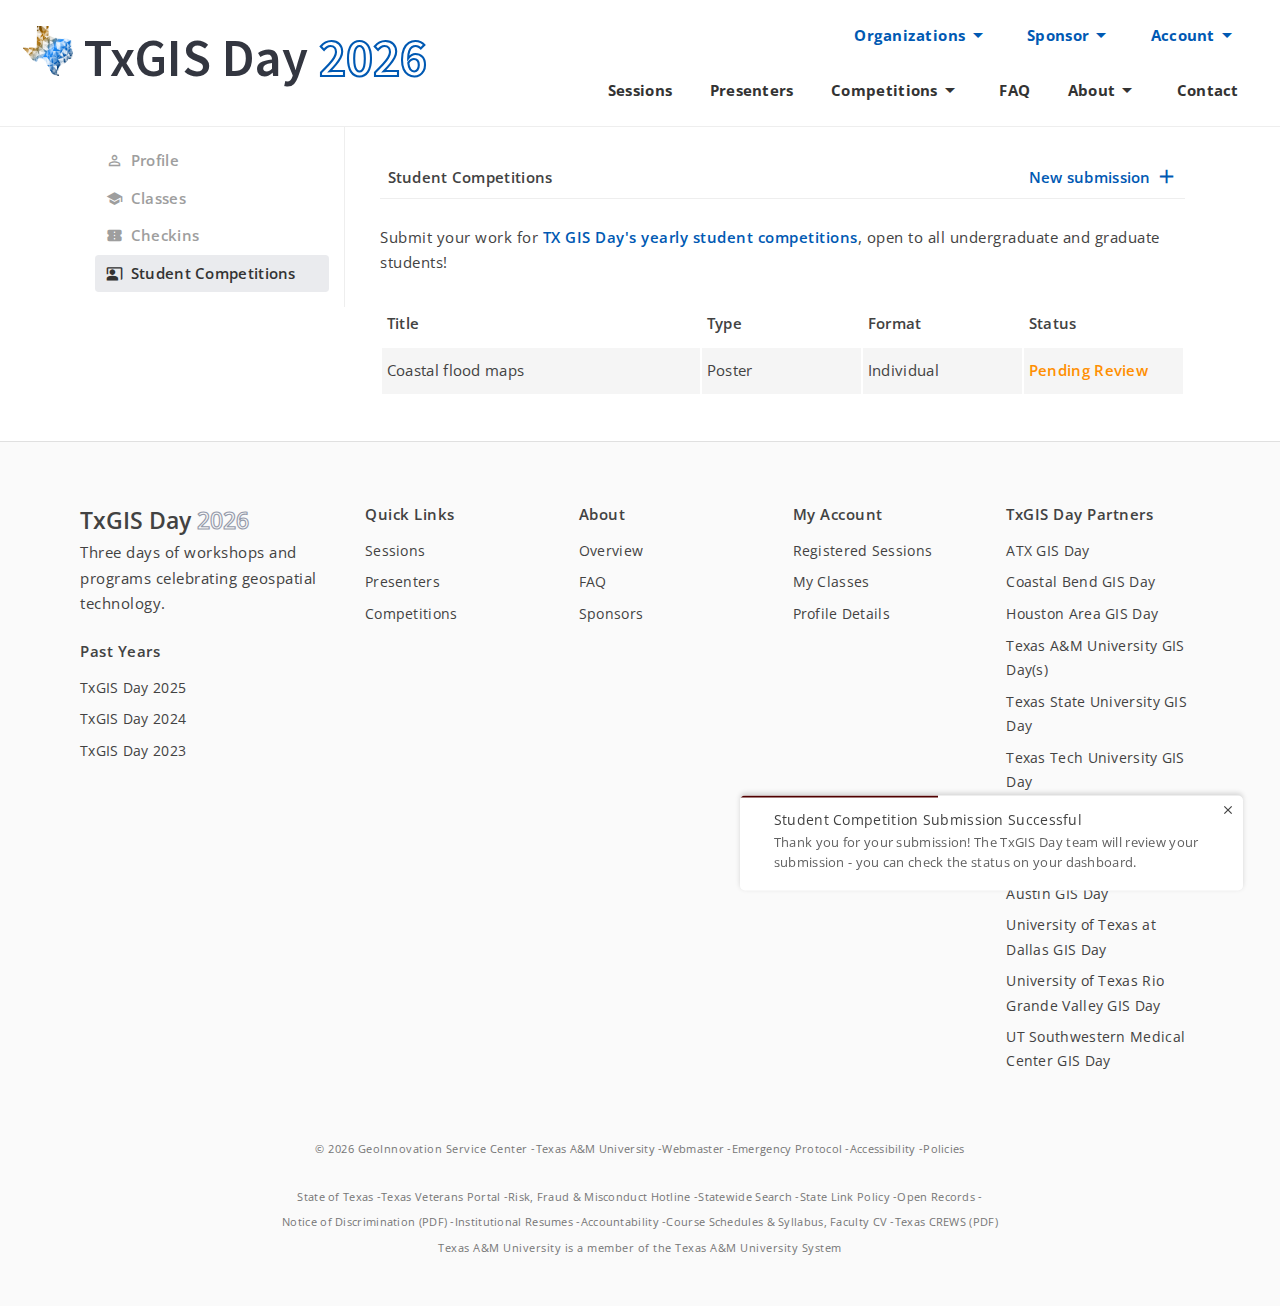 TxGIS Day 2026
Organizations
Sponsor
Account
Sessions
Presenters
Competitions
FAQ
About
Contact
Profile
Classes
Checkins
Student Competitions
Student Competitions
New submission
Submit your work for TX GIS Day's yearly student competitions, open to all undergraduate and graduate
students!
Title
Type
Format
Status
Coastal flood maps
Poster
Individual
Pending Review
TxGIS Day 2026
Three days of workshops and
programs celebrating geospatial
technology.
Past Years
TxGIS Day 2025
TxGIS Day 2024
TxGIS Day 2023
Quick Links
Sessions
Presenters
Competitions
About
Overview
FAQ
Sponsors
My Account
Registered Sessions
My Classes
Profile Details
TxGIS Day Partners
ATX GIS Day
Coastal Bend GIS Day
Houston Area GIS Day
Texas A&M University GIS
Day(s)
Texas State University GIS
Day
Texas Tech University GIS
Day
Student Competition Submission Successful
Thank you for your submission! The TxGIS Day team will review your
submission - you can check the status on your dashboard.
Austin GIS Day
University of Texas at
Dallas GIS Day
University of Texas Rio
Grande Valley GIS Day
UT Southwestern Medical
Center GIS Day
© 2026 GeoInnovation Service Center -Texas A&M University -Webmaster -Emergency Protocol -Accessibility -Policies
State of Texas -Texas Veterans Portal -Risk, Fraud & Misconduct Hotline -Statewide Search -State Link Policy -Open Records -
Notice of Discrimination (PDF) -Institutional Resumes -Accountability -Course Schedules & Syllabus, Faculty CV -Texas CREWS (PDF)
Texas A&M University is a member of the Texas A&M University System